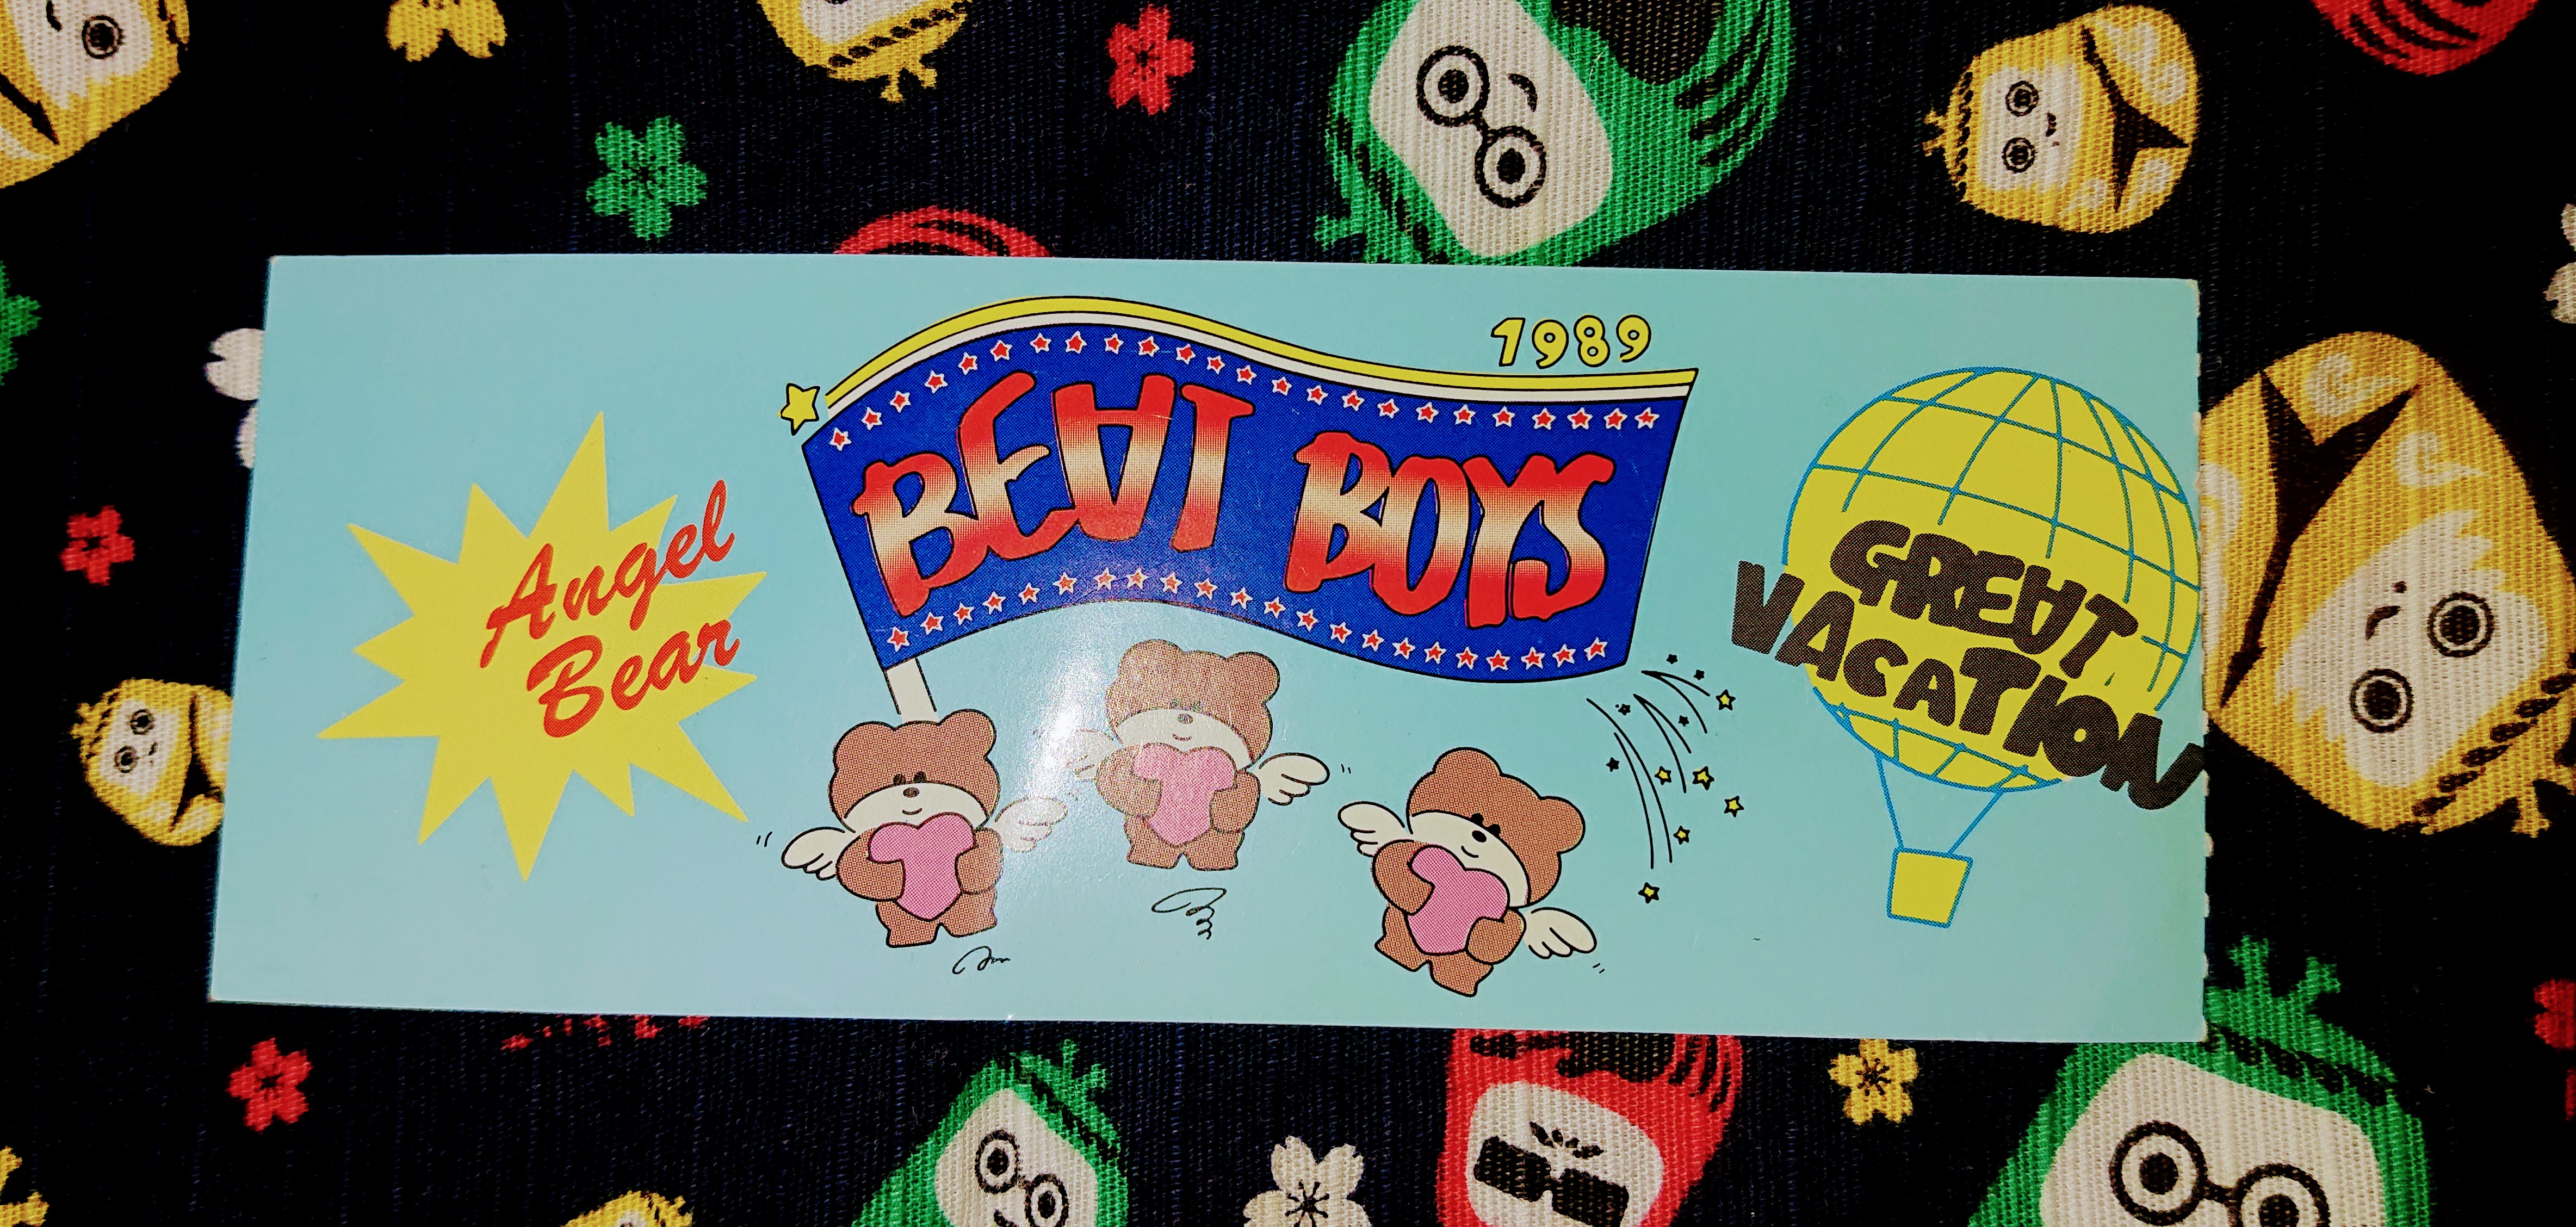 Angel
Bear
1989
BEAT BOYS
GREAT
VACATION